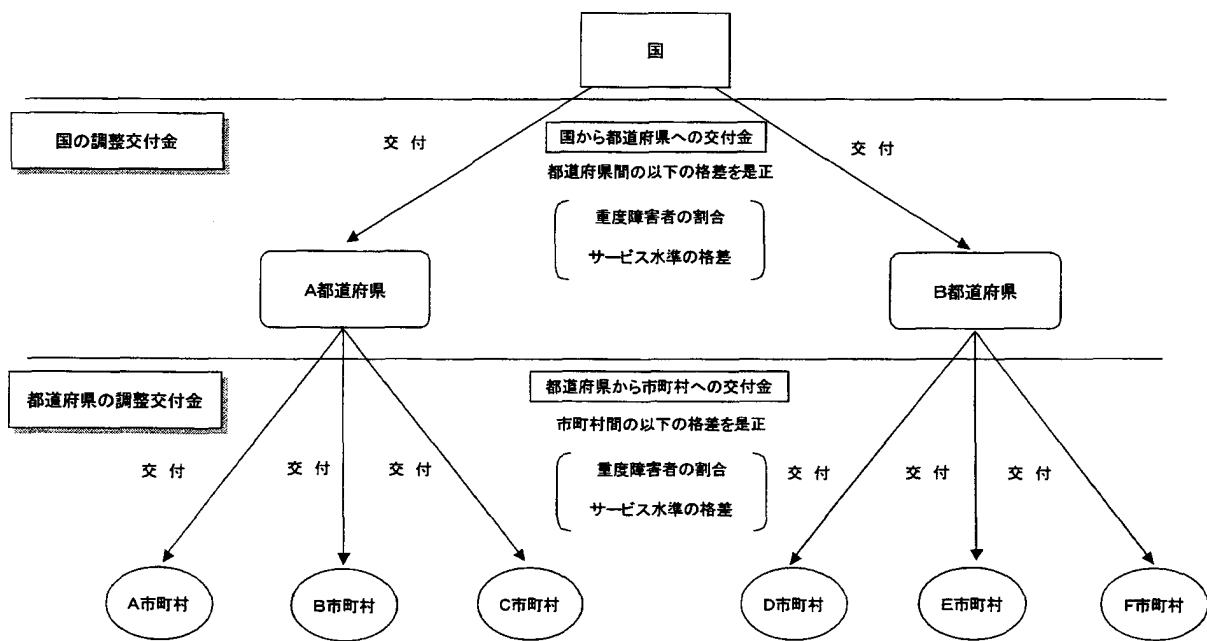 国
国の調整交付金
交 付
国から都道府県への交付金
交 付
都道府県間の以下の格差を是正
重度障害者の割合
サービス水準の格差
A都道府県
B都道府県
都道府県の調整交付金
都道府県から市町村への交付金
市町村間の以下の格差を是正
交 付
交 付
交 付
重度障害者の割合
サービス水準の格差
交 付
交 付
交 付
A市町村
B市町村
C市町村
D市町村
E市町村
F市町村